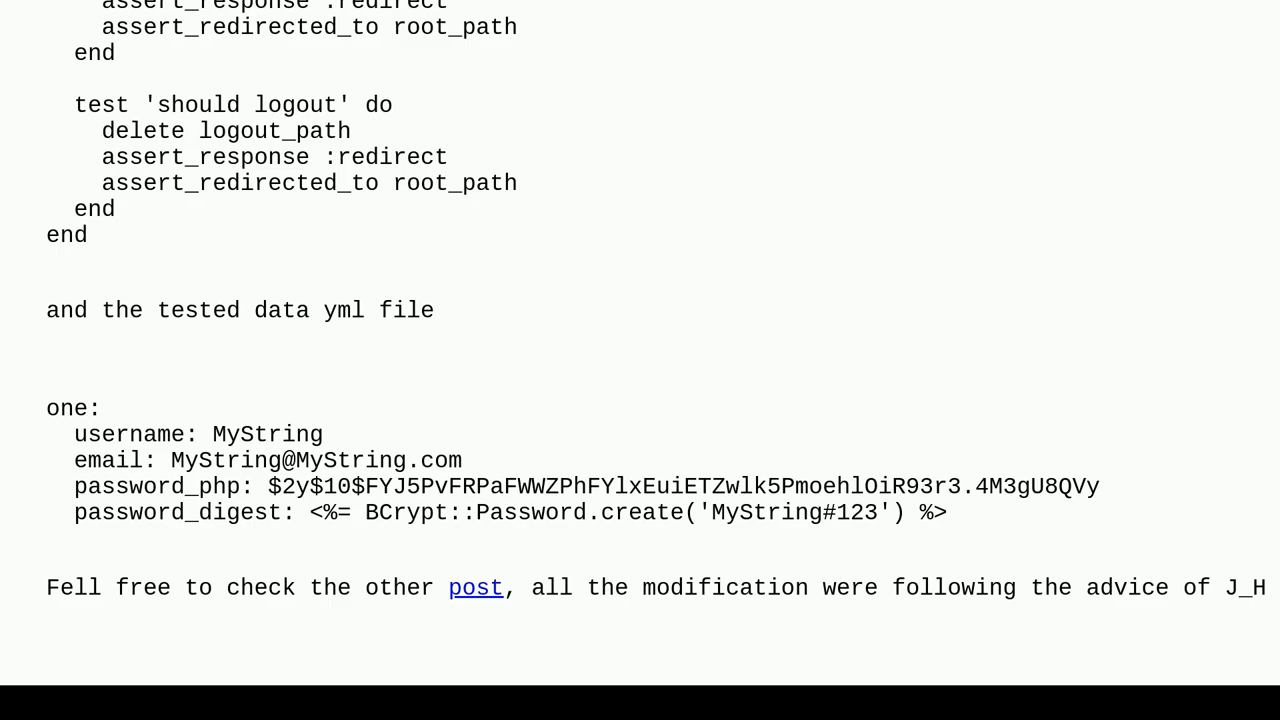 assert_response :redirect
assert_redirected_to root_path
end
test 'should logout' do
delete logout_path
assert_response :redirect
assert_redirected_to root_path
end
end
and the tested data yml file
one:
username: MyString
email: MyString@MyString.com
password_php: $2y$10$FYJ5PvFRPaFWWZPhFYlxEuiETZwlk5PmoehlOiR93r3.4M3gU8QVy
password_digest: <%= BCrypt::Password.create('MyString#123') %>
Fell free to check the other post, all the modification were following the advice of J_H